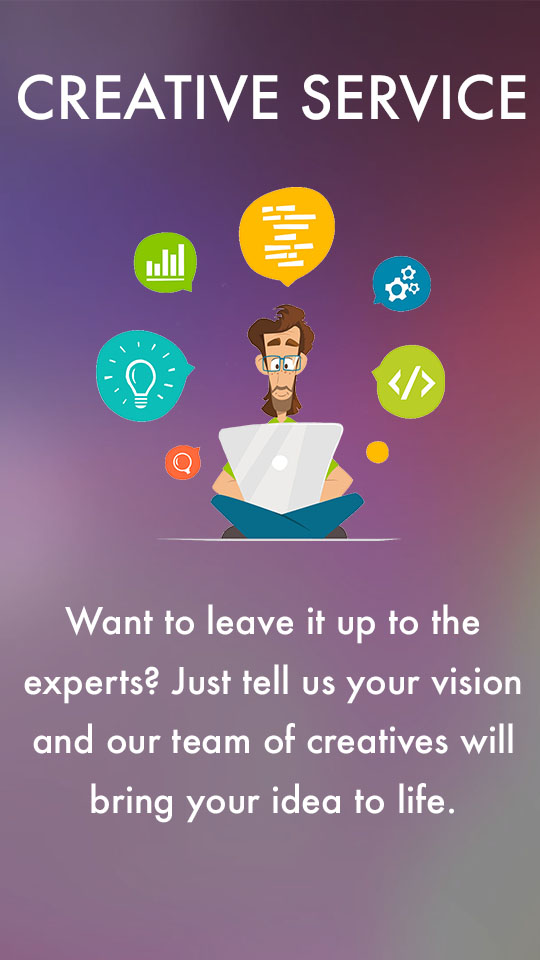 CREATIVE SERVICE
</>
Want to leave it up to the
experts? Just tell us your vision
and our team of creatives will
bring your idea to life.